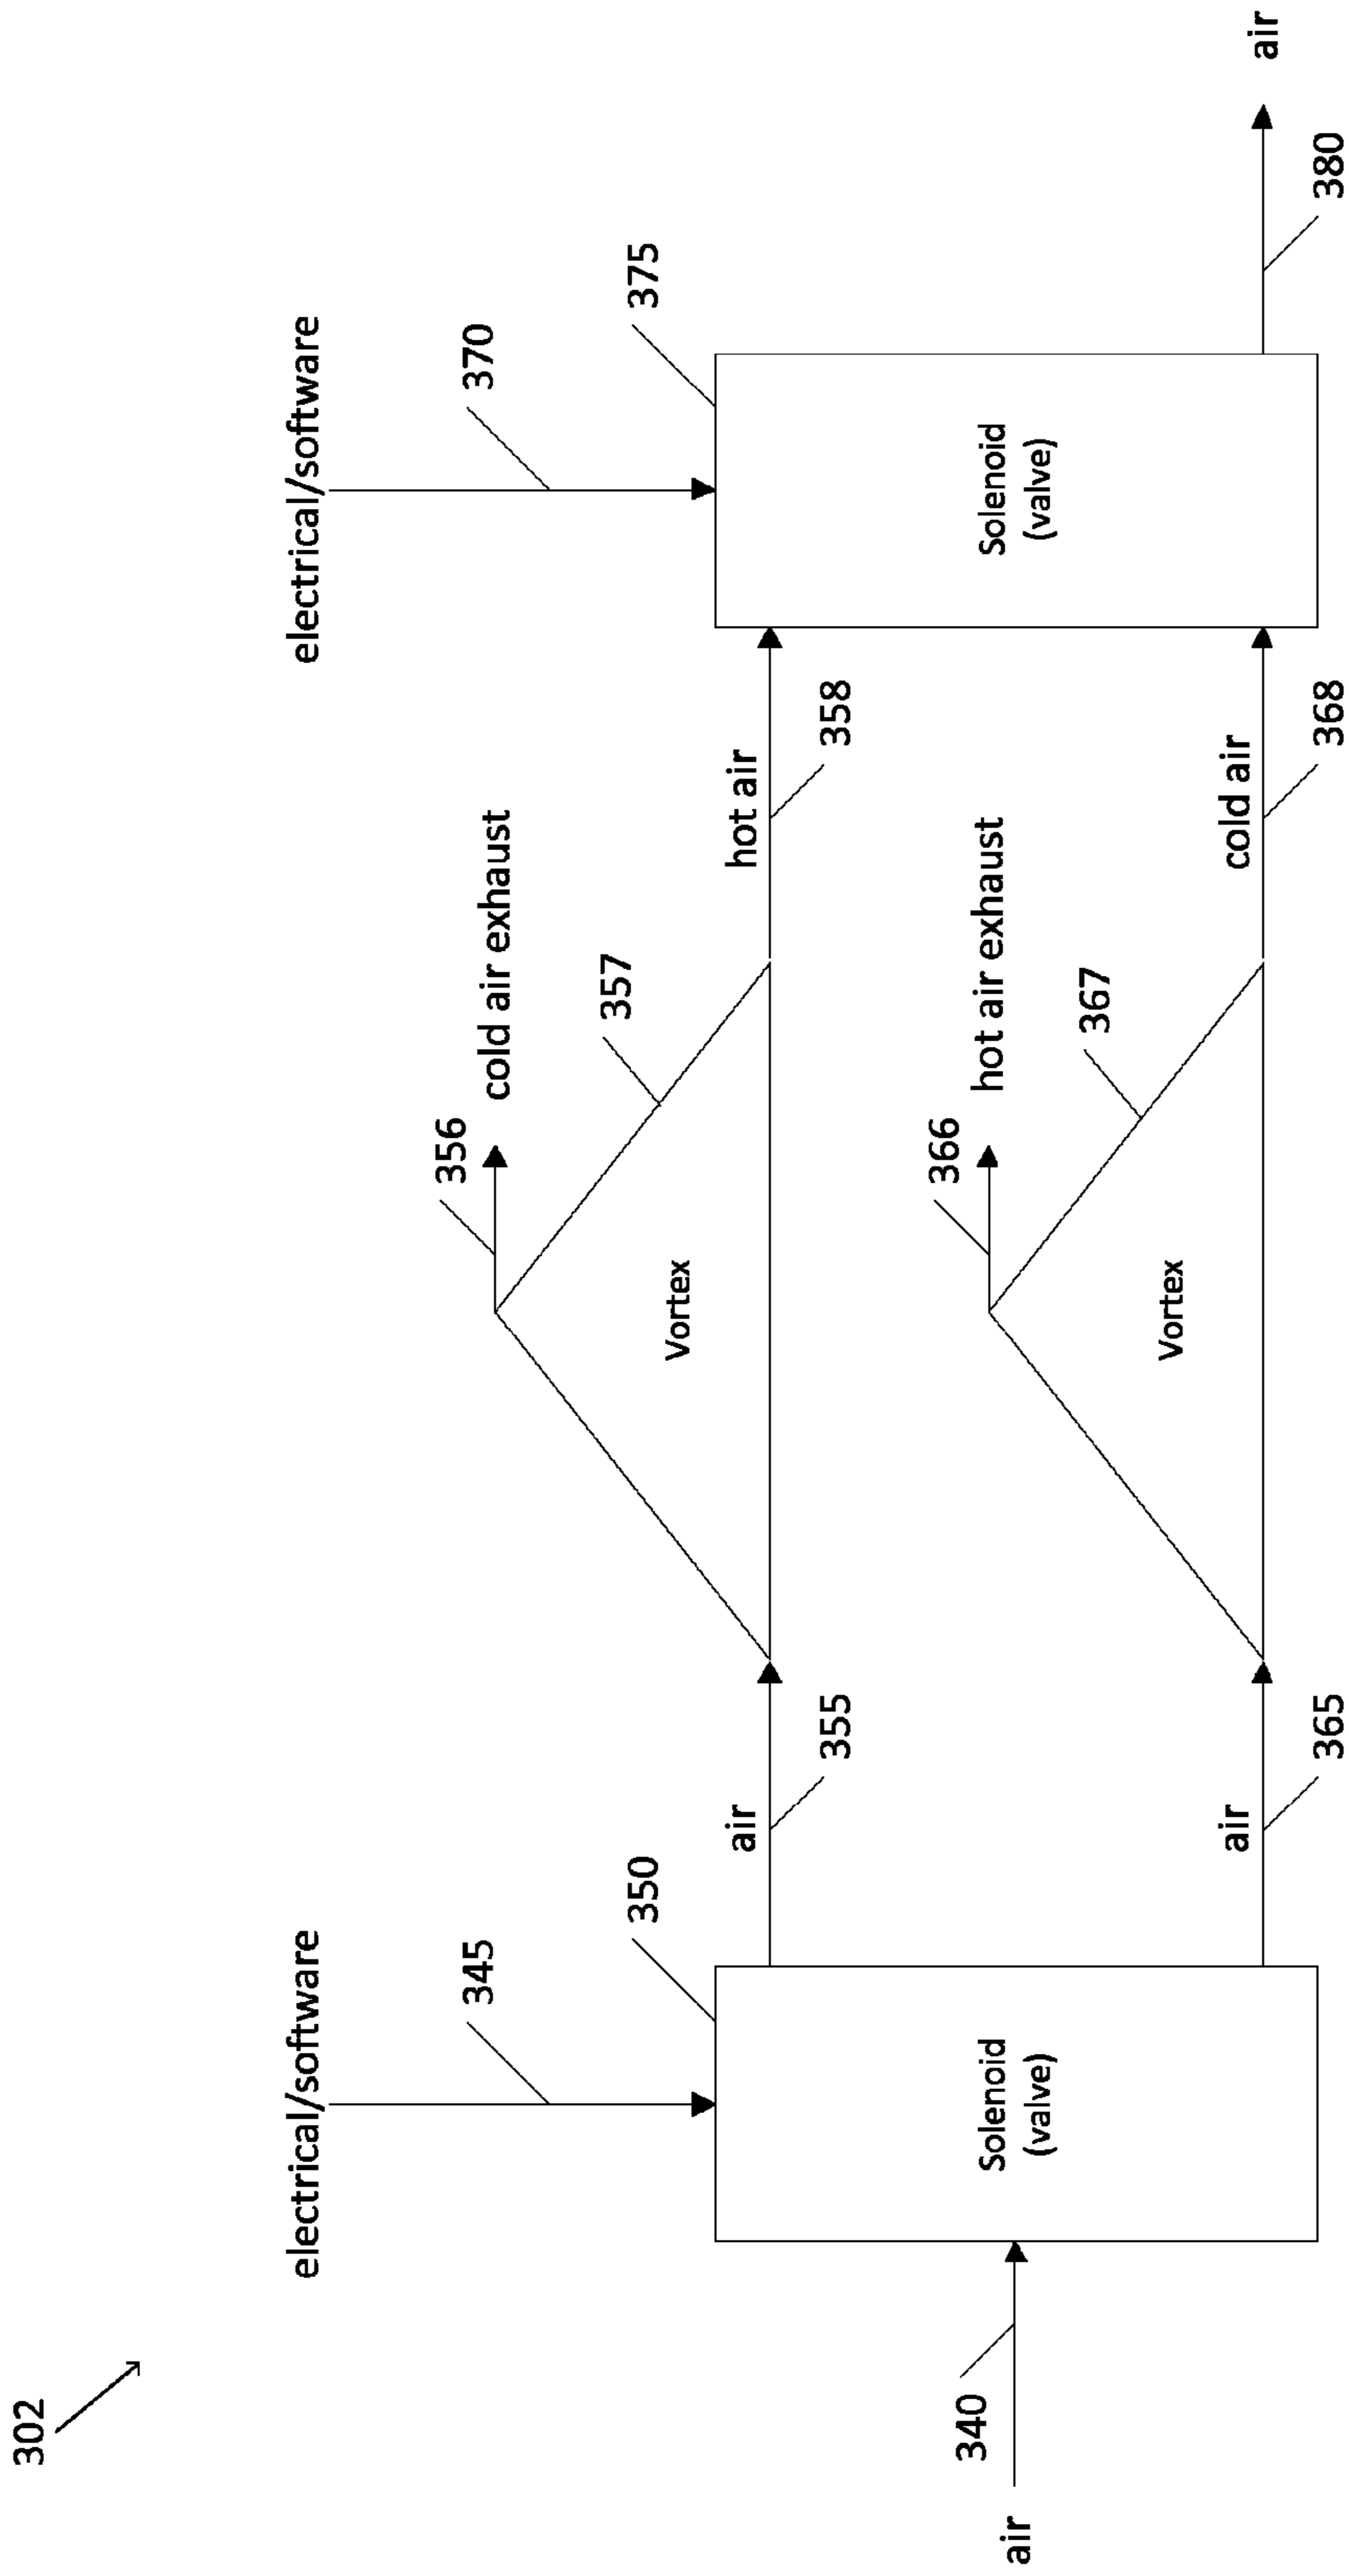 302
electrical/software
electrical/software
345
370
350
375
356
cold air exhaust
357
air
355
Vortex
hot air
358
340
air
Solenoid
(valve)
366
hot air exhaust
367
Solenoid
(valve)
air
365
Vortex
cold air
368
air
380